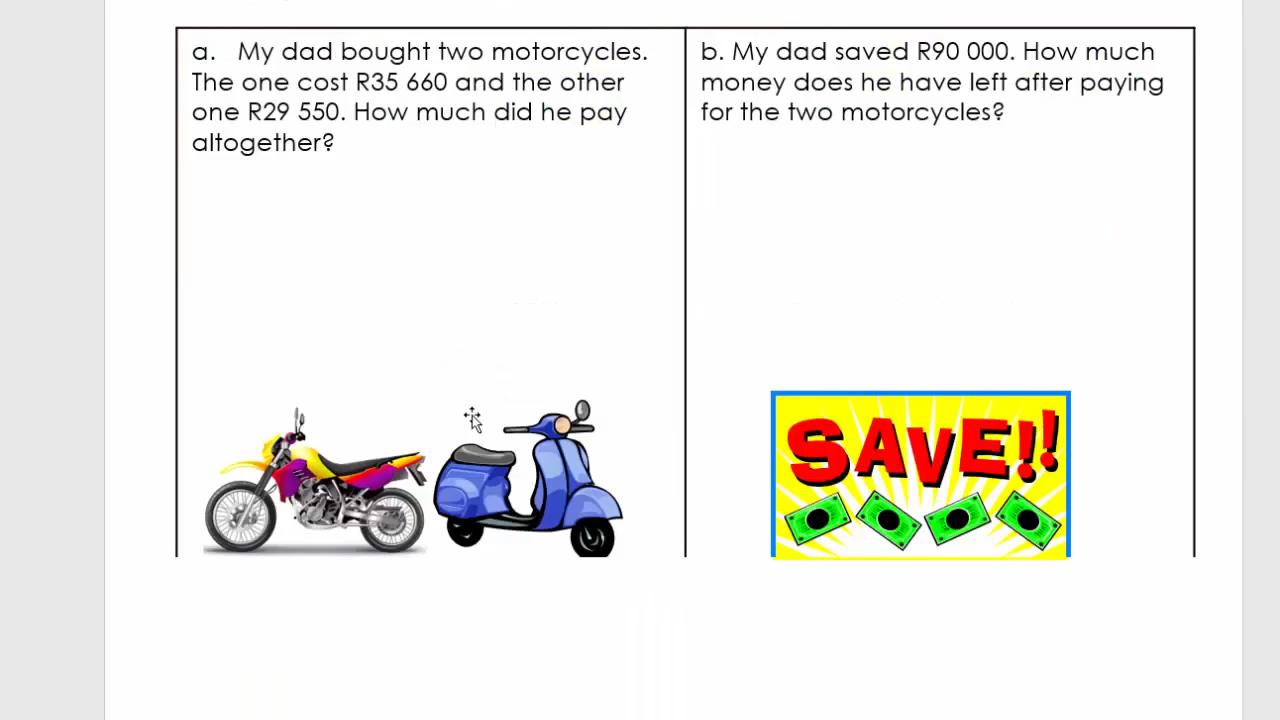 a. My dad bought two motorcycles.
The one cost R35 660 and the other
one R29 550. How much did he pay
altogether?
b. My dad saved R90 000. How much
money does he have left after paying
for the two motorcycles?
SAVE!!